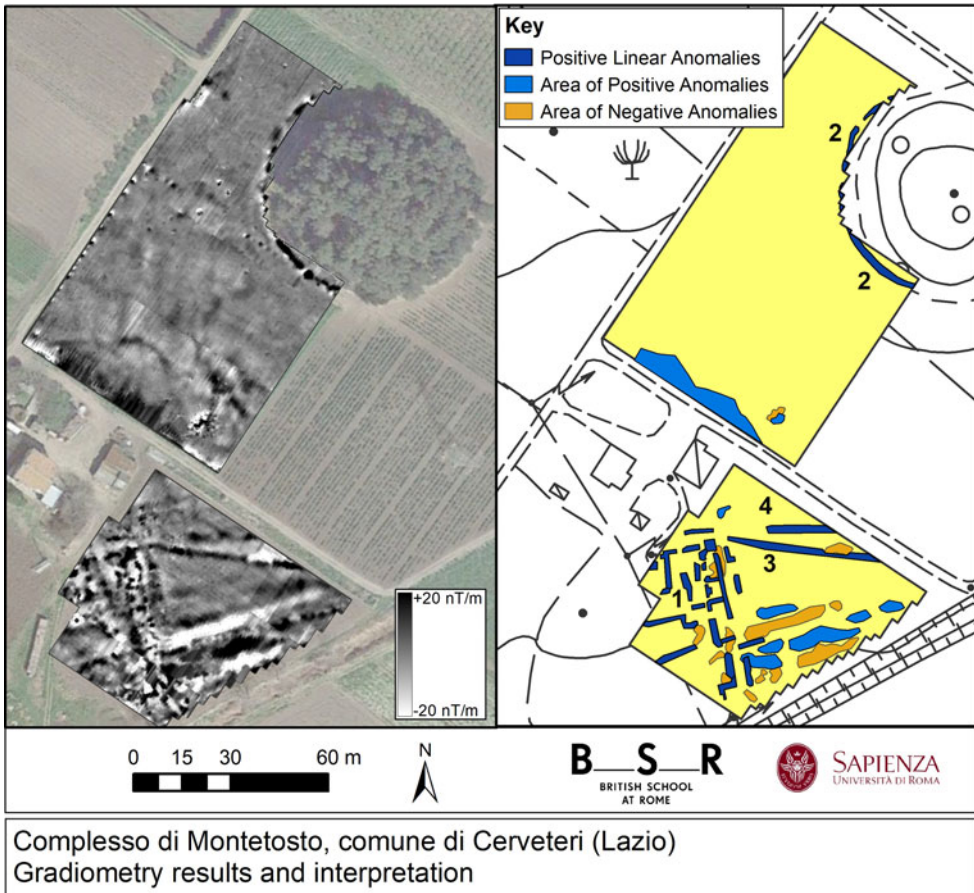 Key
Positive Linear Anomalies
Area of Positive Anomalies
Area of Negative Anomalies
2
2
4
3
1
+20 nT/m
-20 nT/m
0 15 30 60 m
N
B__S__R
BRITISH SCHOOL
AT ROME
SAPIENZA
UNIVERSITÀ DI ROMA
Complesso di Montetosto, comune di Cerveteri (Lazio)
Gradiometry results and interpretation